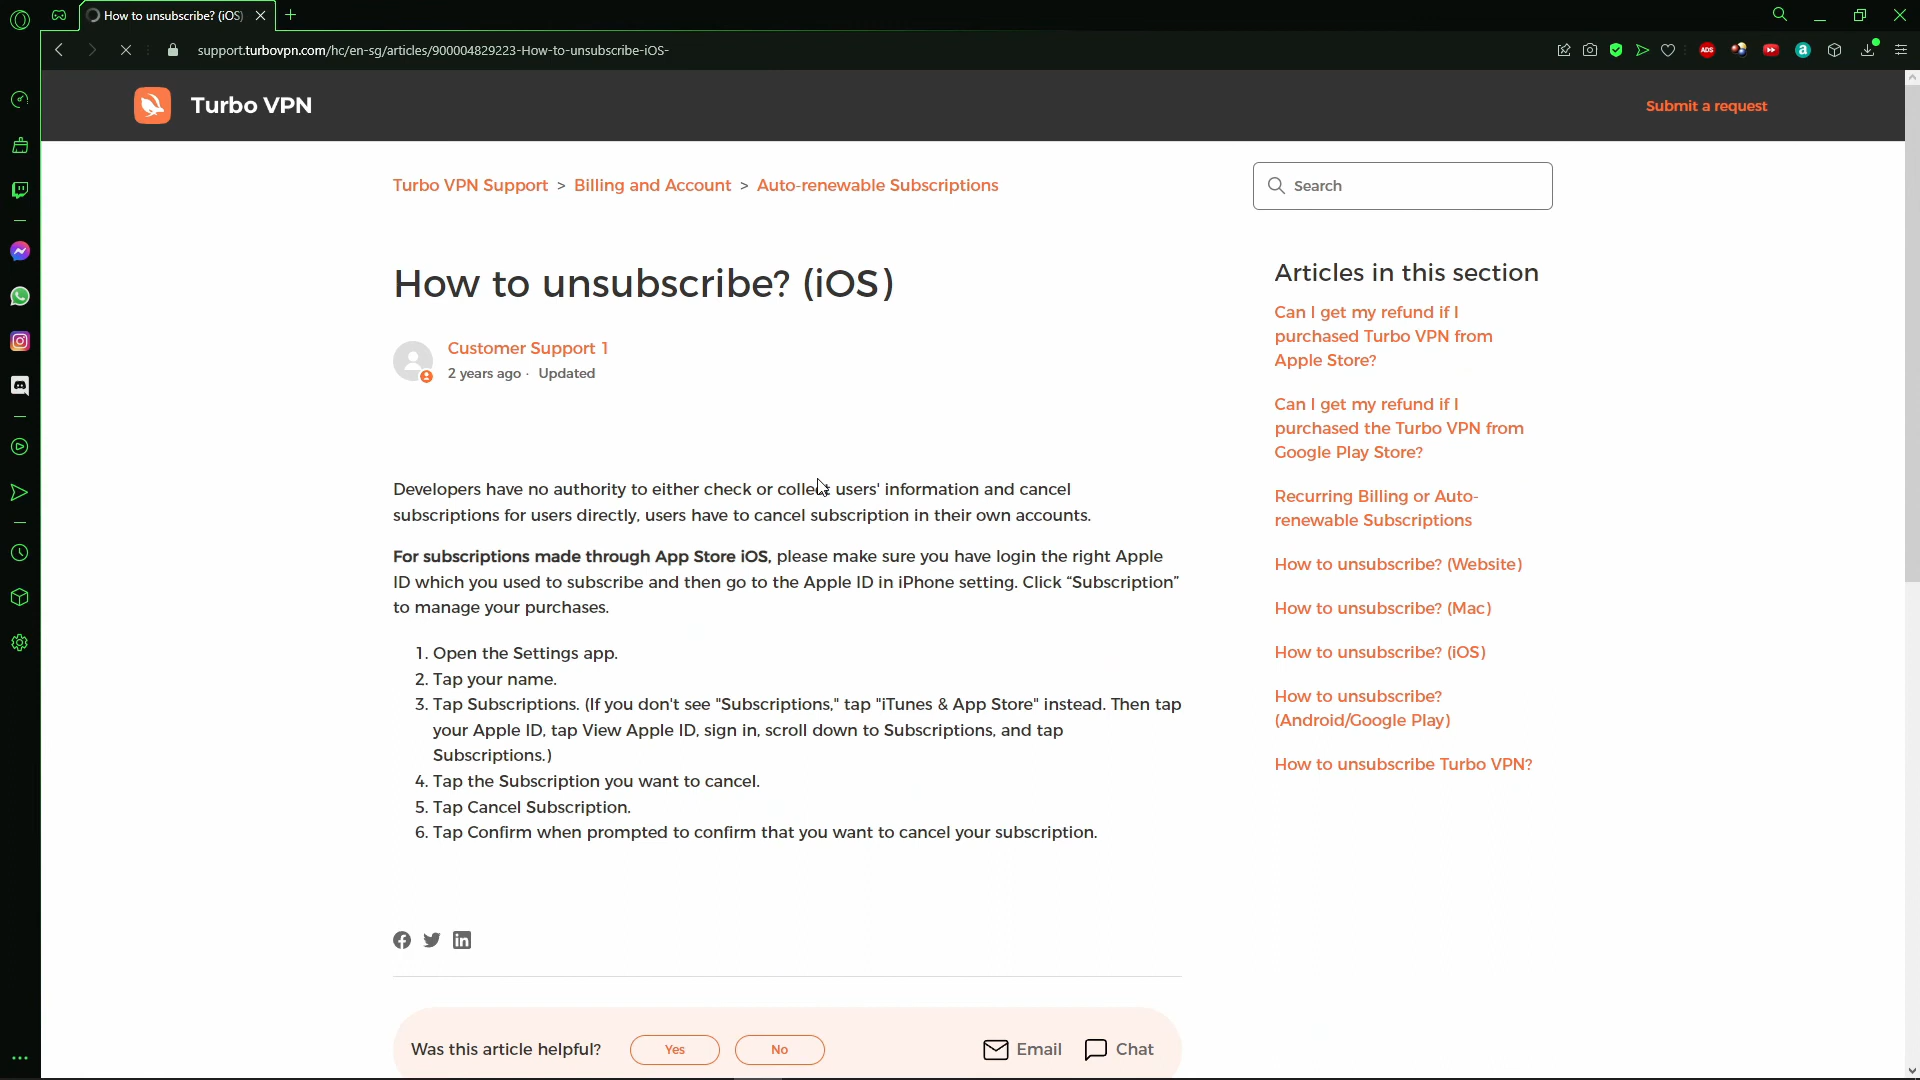 How to unsubscribe? (iOS)
support.turbovpn.com/hc/en-sg/articles/900004829223-How-to-unsubscribe-iOS-
ADS
a
Turbo VPN
Submit a request
Turbo VPN Support > Billing and Account > Auto-renewable Subscriptions
Search
How to unsubscribe? (iOS)
Customer Support 1
2 years ago · Updated
Developers have no authority to either check or collect users' information and cancel
subscriptions for users directly, users have to cancel subscription in their own accounts.
For subscriptions made through App Store iOS, please make sure you have login the right Apple
ID which you used to subscribe and then go to the Apple ID in iPhone setting. Click “Subscription”
to manage your purchases.
1. Open the Settings app.
2. Tap your name.
3. Tap Subscriptions. (If you don't see "Subscriptions," tap "iTunes & App Store" instead. Then tap
your Apple ID, tap View Apple ID, sign in, scroll down to Subscriptions, and tap
Subscriptions.)
4. Tap the Subscription you want to cancel.
5. Tap Cancel Subscription.
6. Tap Confirm when prompted to confirm that you want to cancel your subscription.
Was this article helpful?
Yes
No
Email
Chat
Articles in this section
Can I get my refund if I
purchased Turbo VPN from
Apple Store?
Can I get my refund if I
purchased the Turbo VPN from
Google Play Store?
Recurring Billing or Auto-
renewable Subscriptions
How to unsubscribe? (Website)
How to unsubscribe? (Mac)
How to unsubscribe? (iOS)
How to unsubscribe?
(Android/Google Play)
How to unsubscribe Turbo VPN?